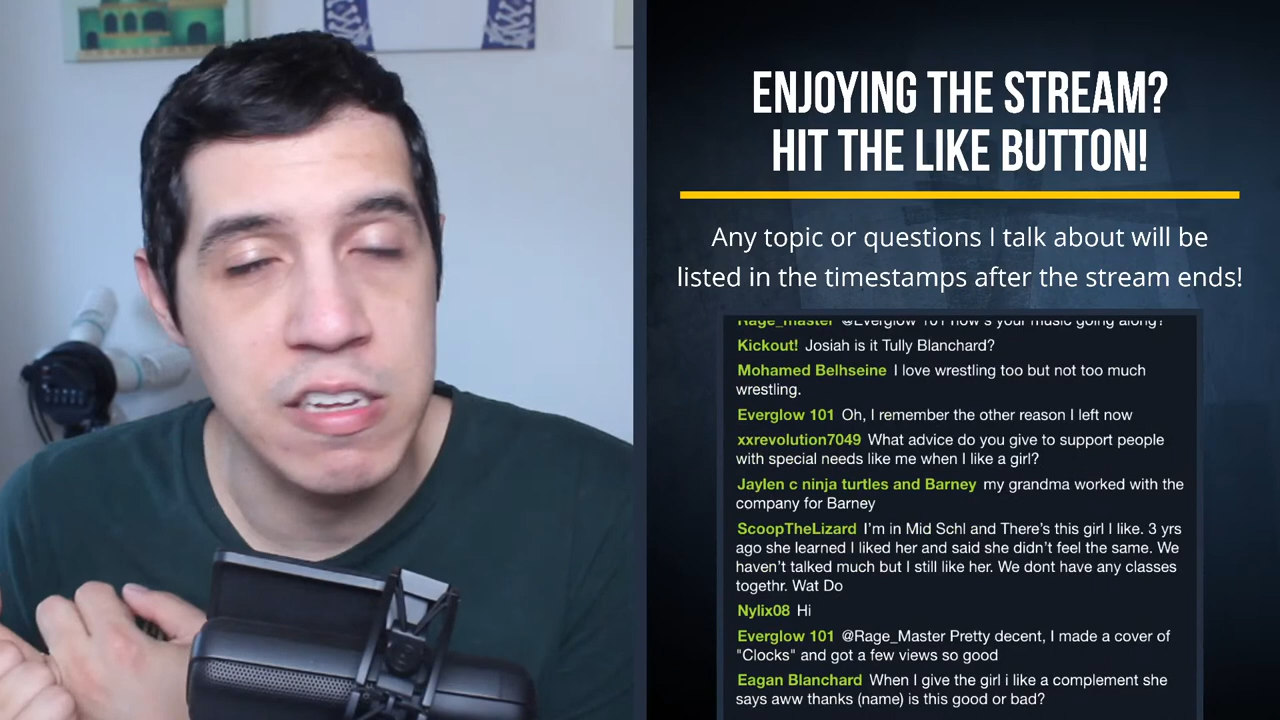 ENJOYING THE STREAM?
HIT THE LIKE BUTTON!
Any topic or questions I talk about will be
listed in the timestamps after the stream ends!
Rage_master @Everglow 101 how's your music going along?
Kickout! Josiah is it Tully Blanchard?
Mohamed Belhseine I love wrestling too but not too much
wrestling.
Everglow 101 Oh, I remember the other reason I left now
xxrevolution7049 What advice do you give to support people
with special needs like me when I like a girl?
Jaylen c ninja turtles and Barney my grandma worked with the
company for Barney
ScoopTheLizard I'm in Mid Schl and There's this girl I like. 3 yrs
ago she learned I liked her and said she didn't feel the same. We
haven't talked much but I still like her. We dont have any classes
togethr. Wat Do
Nylix08 Hi
Everglow 101 @Rage_Master Pretty decent, I made a cover of
"Clocks" and got a few views so good
Eagan Blanchard When I give the girl i like a complement she
says aww thanks (name) is this good or bad?